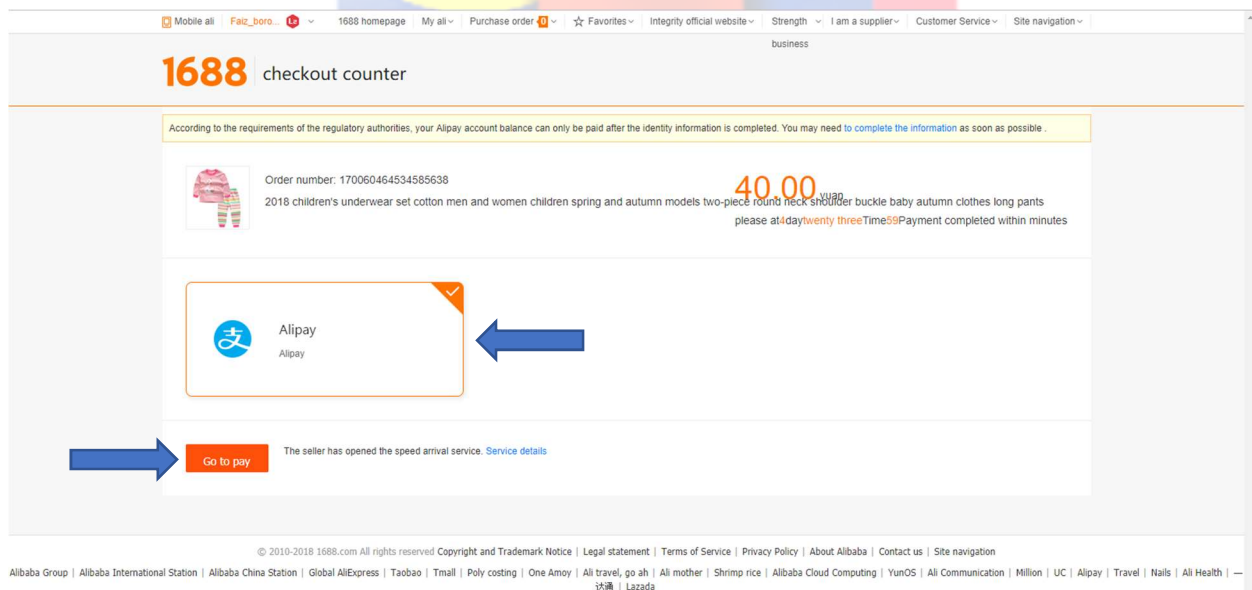 Mobile ali Faiz_boro... 1688 homepage My ali Purchase order 0 Favorites Integrity official website Strength business I am a supplier Customer Service Site navigation
1688 checkout counter
According to the requirements of the regulatory authorities, your Alipay account balance can only be paid after the identity information is completed. You may need to complete the information as soon as possible .
Order number: 170060464534585638
2018 children's underwear set cotton men and women children spring and autumn models two-piece round neck shoulder buckle baby autumn clothes long pants
40.00 yuan
please at4daytwenty threeTime59Payment completed within minutes
支
Alipay
Alipay
Go to pay
The seller has opened the speed arrival service. Service details
© 2010-2018 1688.com All rights reserved Copyright and Trademark Notice | Legal statement | Terms of Service | Privacy Policy | About Alibaba | Contact us | Site navigation
Alibaba Group | Alibaba International Station | Alibaba China Station | Global AliExpress | Taobao | Tmall | Poly costing | One Amoy | Ali travel, go ah | Ali mother | Shrimp rice | Alibaba Cloud Computing | YunOS | Ali Communication | Million | UC | Alipay | Travel | Nails | Ali Health | 一
达通 | Lazada